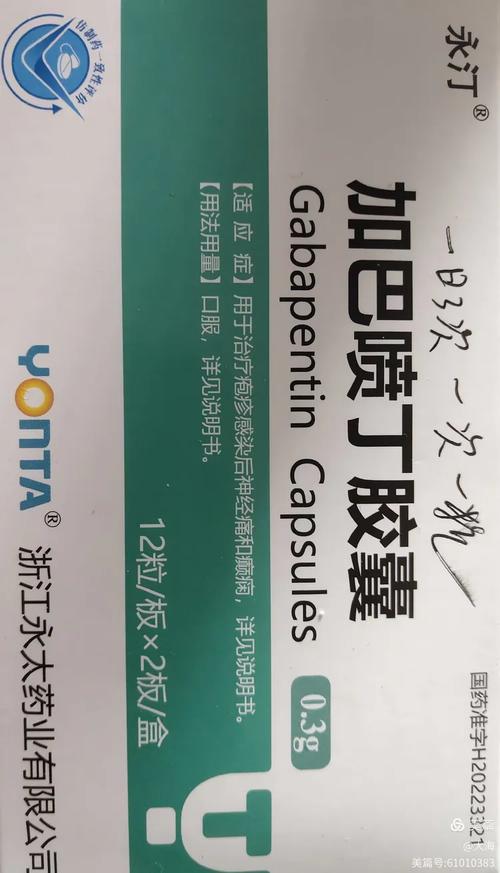 仿制药一致性评价
永汀®
一日3次 一次一粒
加巴喷丁胶囊
Gabapentin Capsules
0.3g
国药准字H20223321
【适应症】用于治疗疱疹感染后神经痛和癫痫，详见说明书。
【用法用量】口服，详见说明书。
12粒/板×2板/盒
YONTA®
浙江永太药业有限公司
@大海
美篇号:61010383